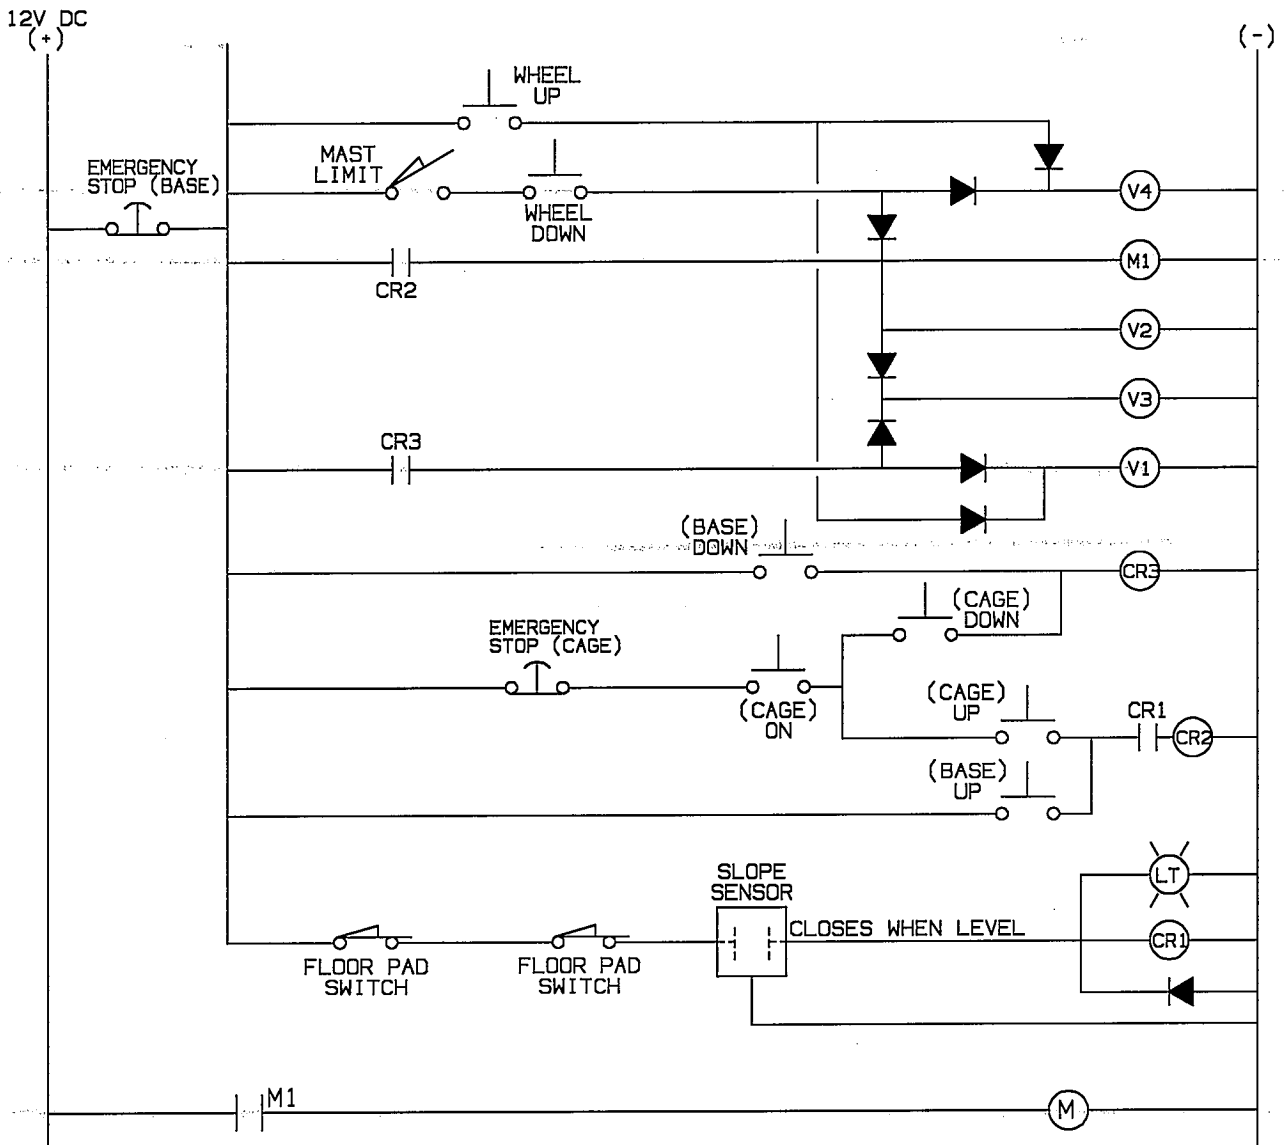 12V DC
(+)
(-)
WHEEL
UP
MAST
LIMIT
EMERGENCY
STOP (BASE)
V4
WHEEL
DOWN
M1
CR2
V2
V3
CR3
V1
(BASE)
DOWN
CR3
(CAGE)
DOWN
EMERGENCY
STOP (CAGE)
(CAGE)
UP
CR1
(CAGE)
ON
CR2
(BASE)
UP
SLOPE
SENSOR
LT
CLOSES WHEN LEVEL
CR1
FLOOR PAD
SWITCH
FLOOR PAD
SWITCH
M1
M